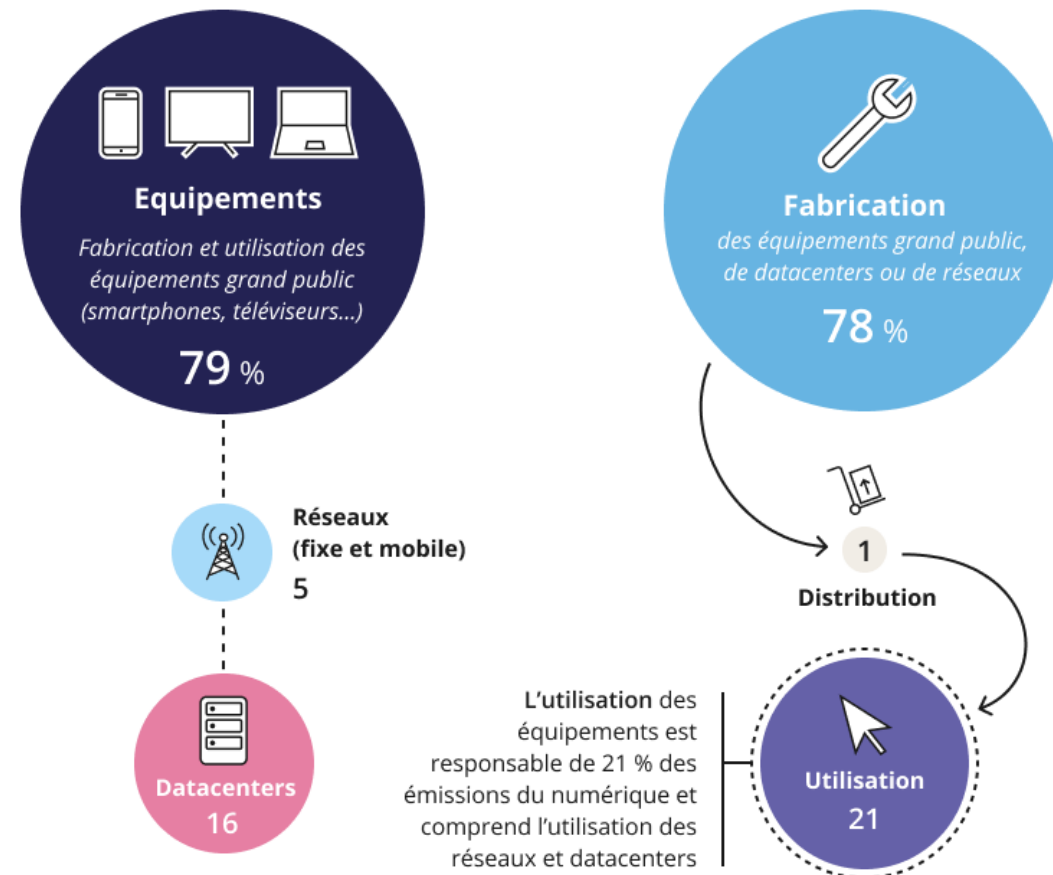 Equipements
Fabrication et utilisation des
équipements grand public
(smartphones, téléviseurs...)
79 %
Réseaux
(fixe et mobile)
5
Datacenters
16
Fabrication
des équipements grand public,
de datacenters ou de réseaux
78 %
1
Distribution
L'utilisation des
équipements est
responsable de 21 % des
émissions du numérique et
comprend l'utilisation des
réseaux et datacenters
Utilisation
21